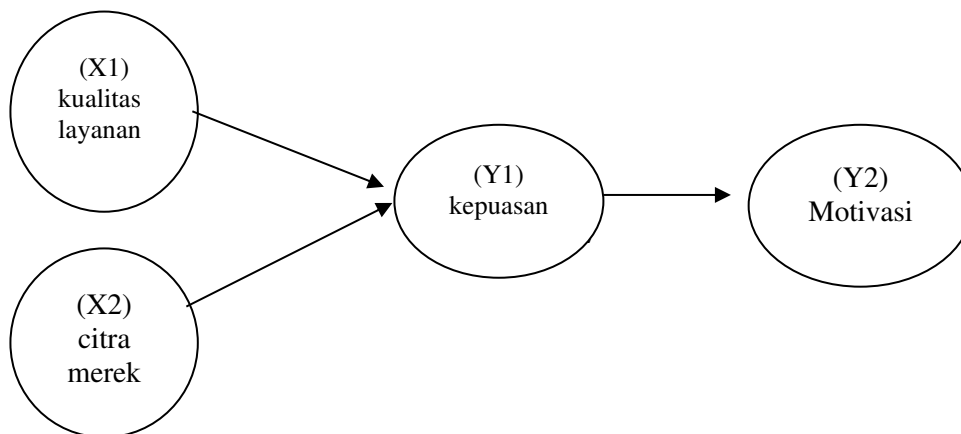 (X1)
kualitas
layanan
(X2)
citra
merek
(Y1)
kepuasan
(Y2)
Motivasi